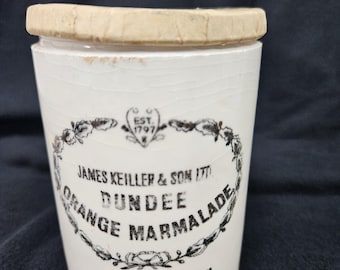 EST.
1797
JAMES KEILLER & SON LTD.
DUNDEE
ORANGE MARMALADE